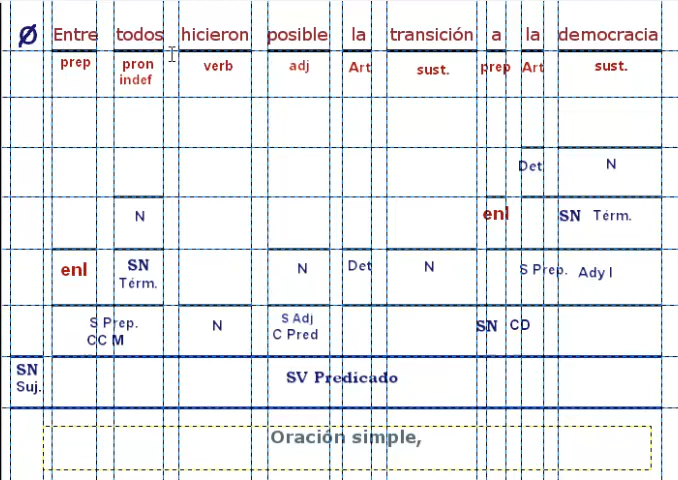 Ø Entre todos hicieron posible la transición a la democracia
prep pron indef verb adj Art sust. prep Art sust.
Det N
N enl SN Térm.
enl SN Térm. N Det N S Prep. Ady l
S Prep. CC M N S Adj C Pred SN CD
SN Suj. SV Predicado
Oración simple,